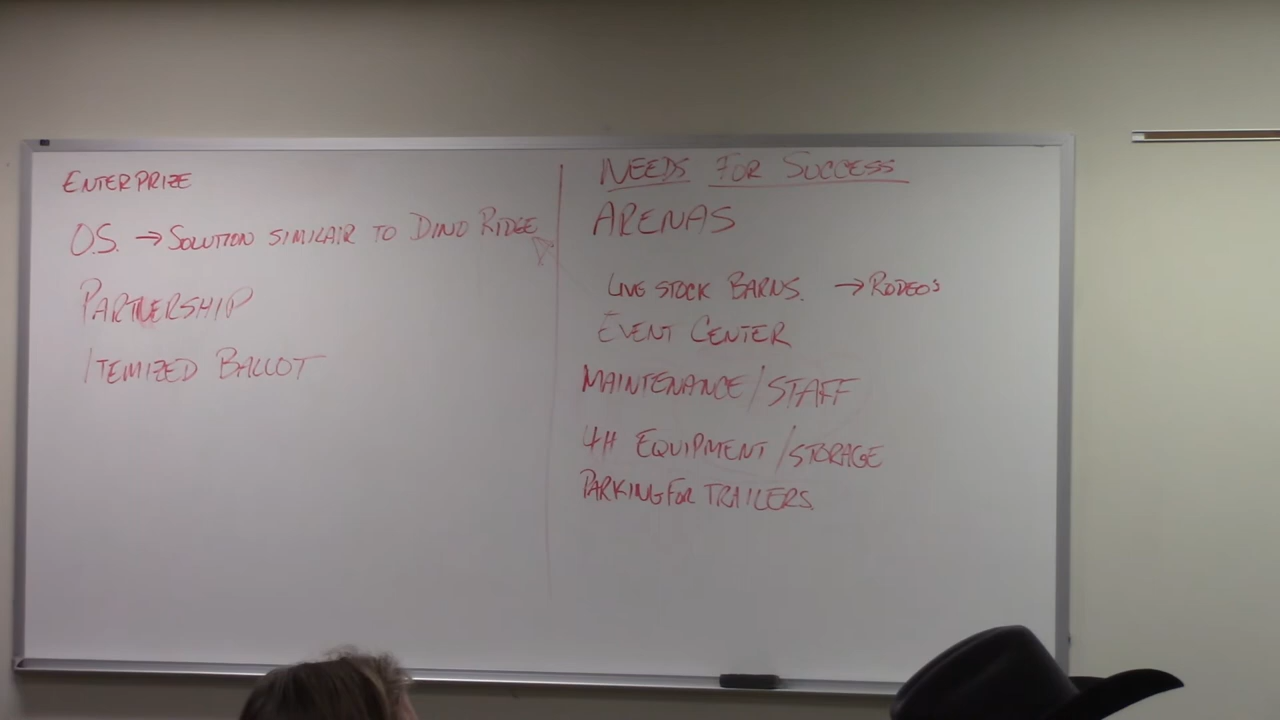 ENTERPRIZE
O.S. → SOLUTION SIMILAIR TO DINO RIDGE
PARTNERSHIP
ITEMIZED BALLOT
NEEDS FOR SUCCESS
ARENAS
LIVE STOCK BARNS. → RODEO'S
EVENT CENTER
MAINTENANCE/STAFF
4H EQUIPMENT/STORAGE
PARKING FOR TRAILERS